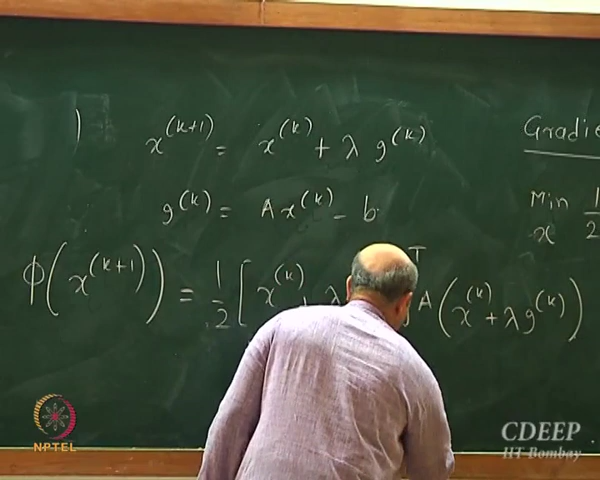 x^(k+1) = x^(k) + λ g^(k)
Gradie
g^(k) = A x^(k) - b
Min 1/2
x
φ(x^(k+1)) = 1/2 [x^(k) + λ ]^T A (x^(k) + λ g^(k))
NPTEL
CDEEP
IIT Bombay